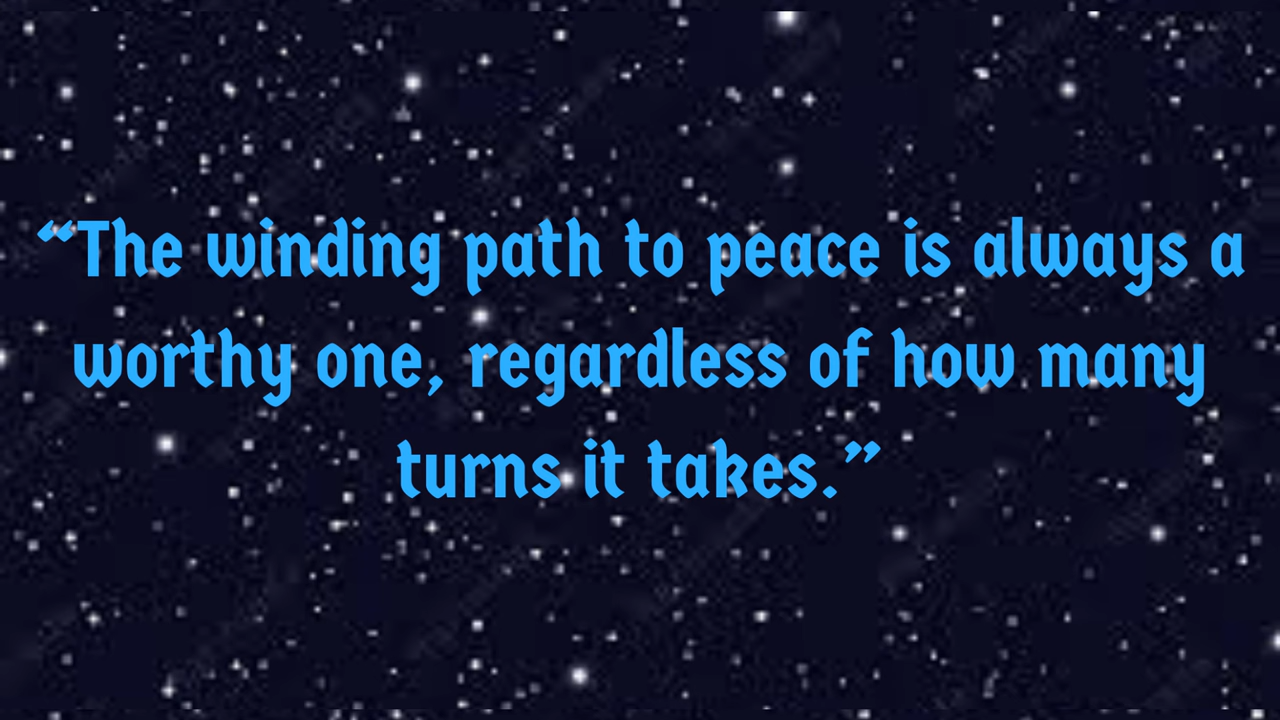 “The winding path to peace is always a
worthy one, regardless of how many
turns it takes.”